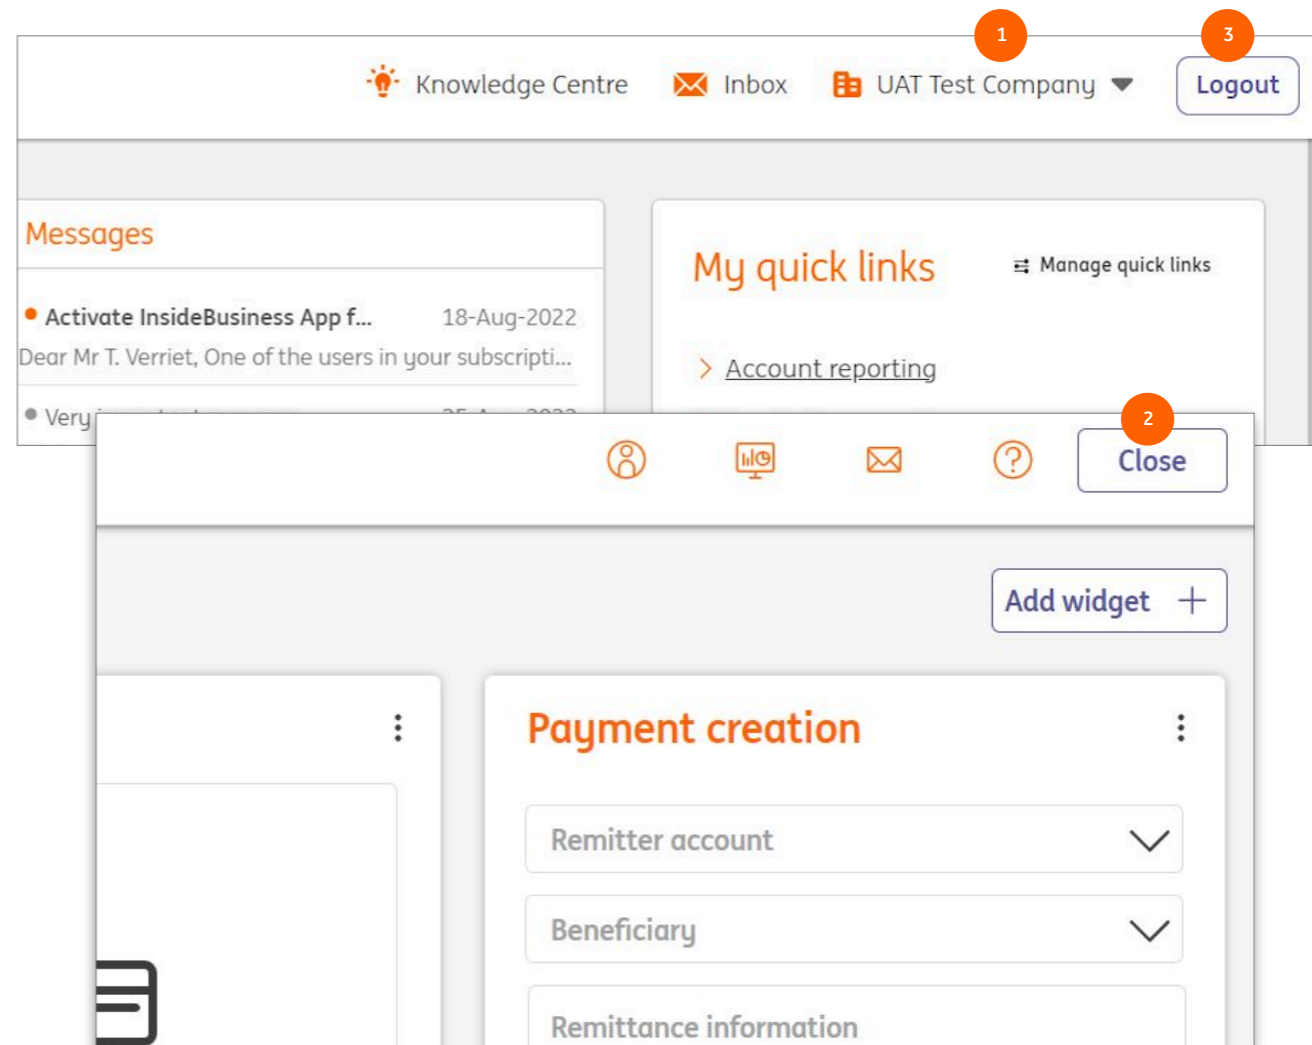 1
3
Knowledge Centre
Inbox
UAT Test Company
Logout
Messages
Activate InsideBusiness App f...
18-Aug-2022
Dear Mr T. Verriet, One of the users in your subscripti...
Very
My quick links
Manage quick links
Account reporting
2
Close
Add widget
Payment creation
Remitter account
Beneficiary
Remittance information